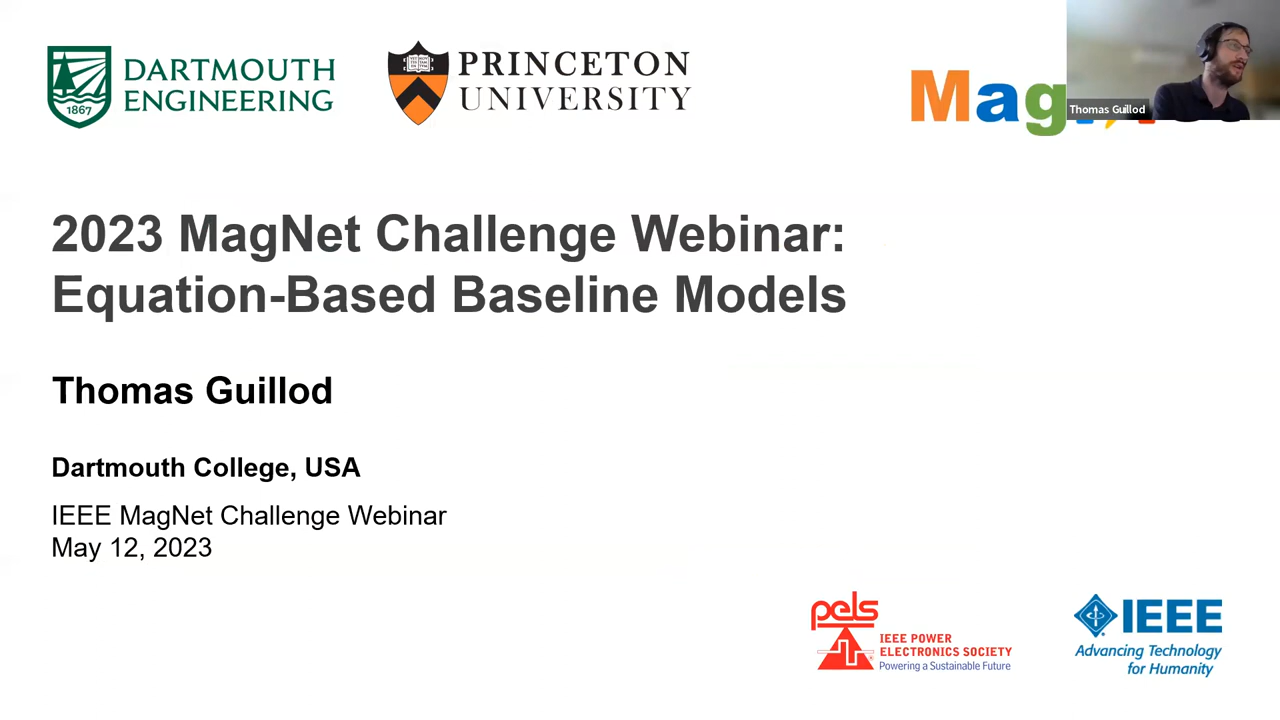 DARTMOUTH
ENGINEERING
1867
PRINCETON
UNIVERSITY
Mag
Thomas Guillod
2023 MagNet Challenge Webinar:
Equation-Based Baseline Models
Thomas Guillod
Dartmouth College, USA
IEEE MagNet Challenge Webinar
May 12, 2023
pels
IEEE POWER
ELECTRONICS SOCIETY
Powering a Sustainable Future
IEEE
Advancing Technology
for Humanity